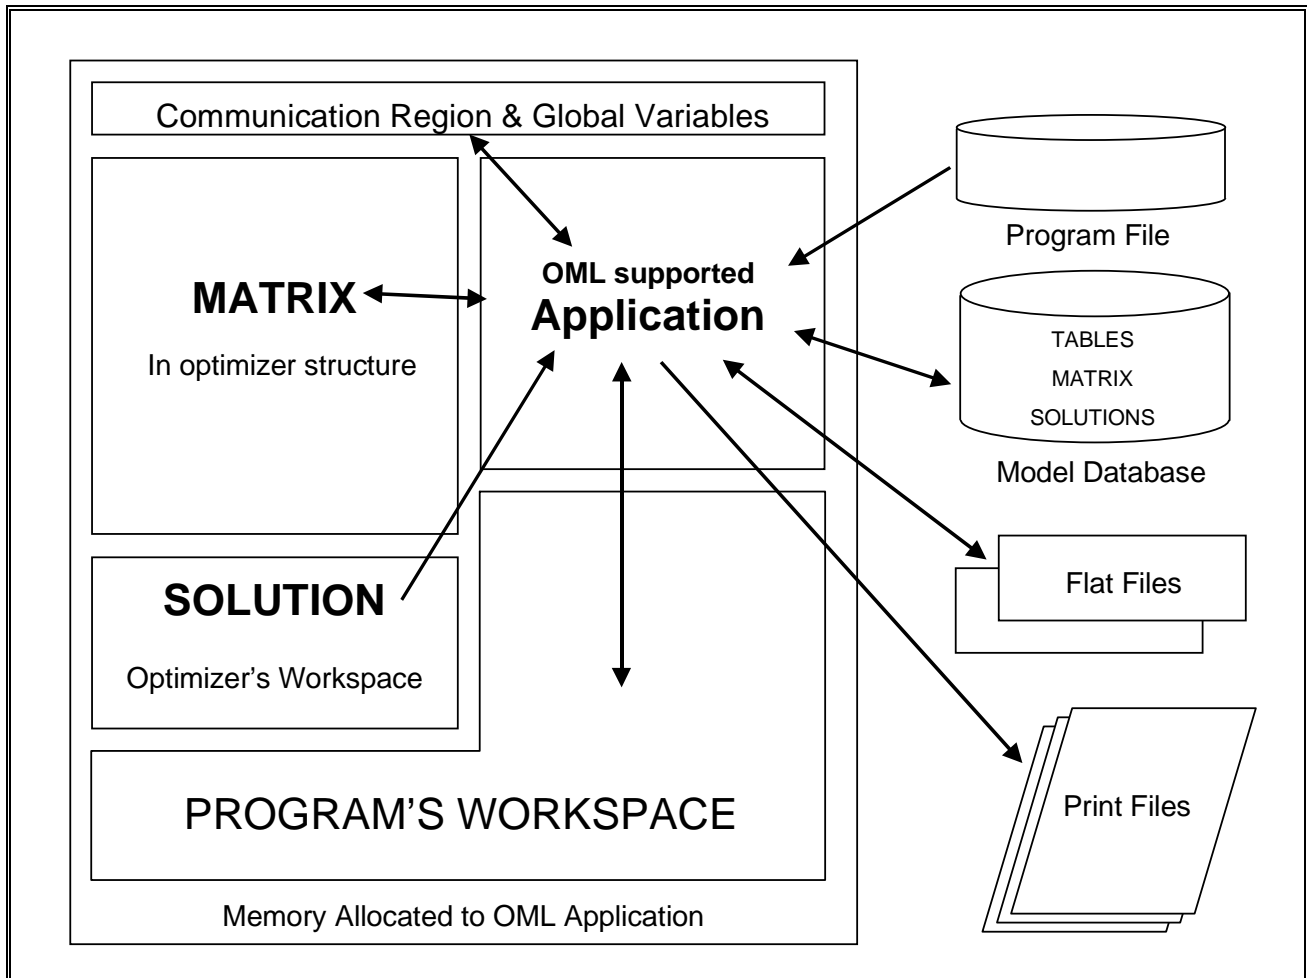 Communication Region & Global Variables
MATRIX
In optimizer structure
OML supported
Application
SOLUTION
Optimizer’s Workspace
PROGRAM’S WORKSPACE
Memory Allocated to OML Application
Program File
TABLES
MATRIX
SOLUTIONS
Model Database
Flat Files
Print Files